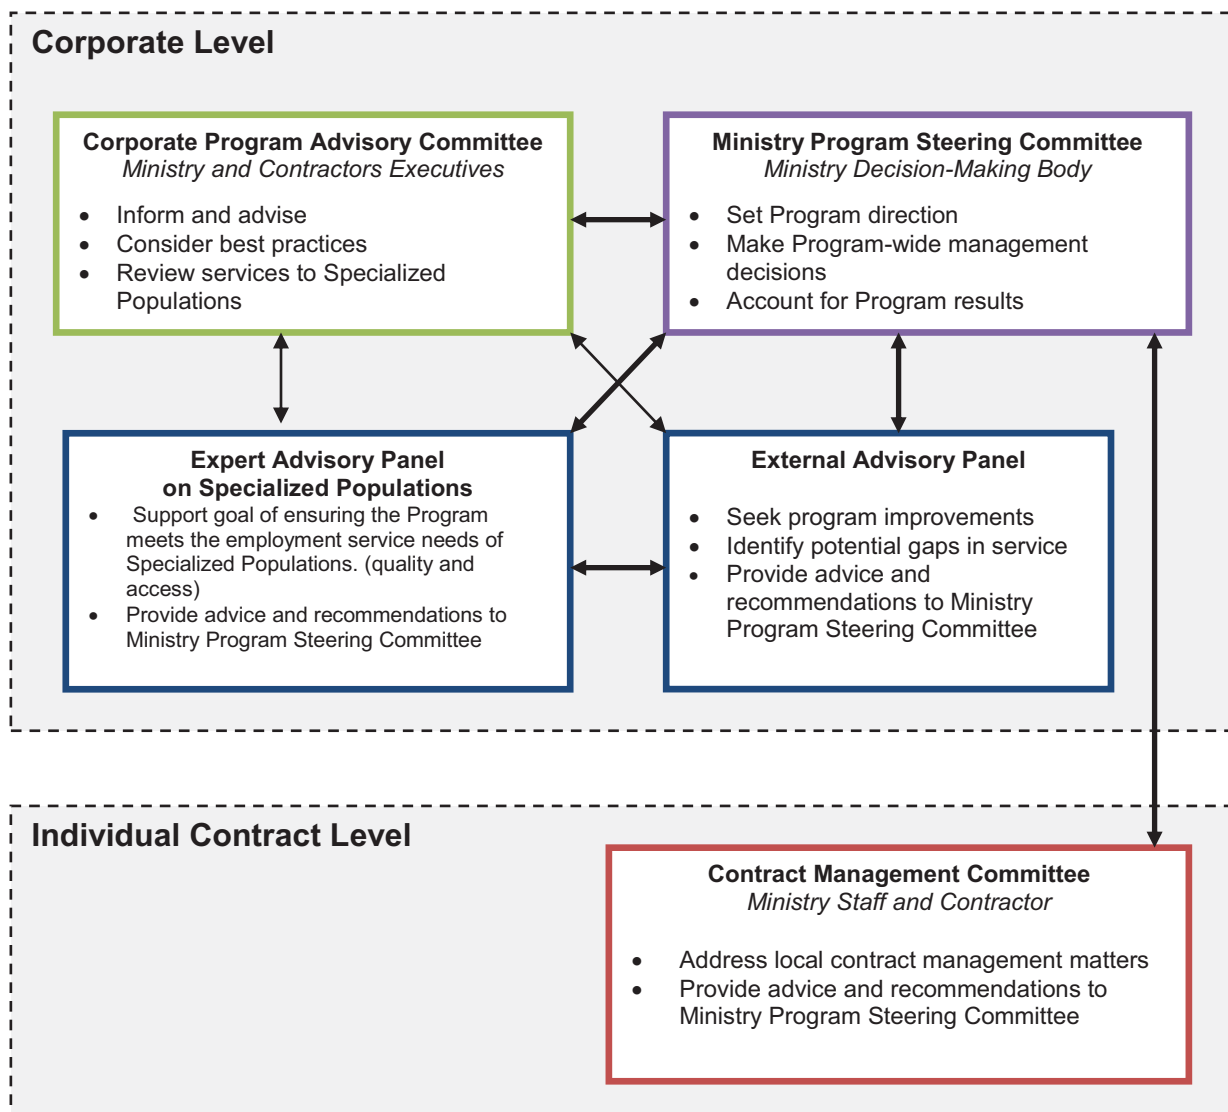 Corporate Level
Corporate Program Advisory Committee
Ministry and Contractors Executives
• Inform and advise
• Consider best practices
• Review services to Specialized
Populations
Ministry Program Steering Committee
Ministry Decision-Making Body
• Set Program direction
• Make Program-wide management
decisions
• Account for Program results
Expert Advisory Panel
on Specialized Populations
• Support goal of ensuring the Program
meets the employment service needs of
Specialized Populations. (quality and
access)
• Provide advice and recommendations to
Ministry Program Steering Committee
External Advisory Panel
• Seek program improvements
• Identify potential gaps in service
• Provide advice and
recommendations to Ministry
Program Steering Committee
Individual Contract Level
Contract Management Committee
Ministry Staff and Contractor
• Address local contract management matters
• Provide advice and recommendations to
Ministry Program Steering Committee